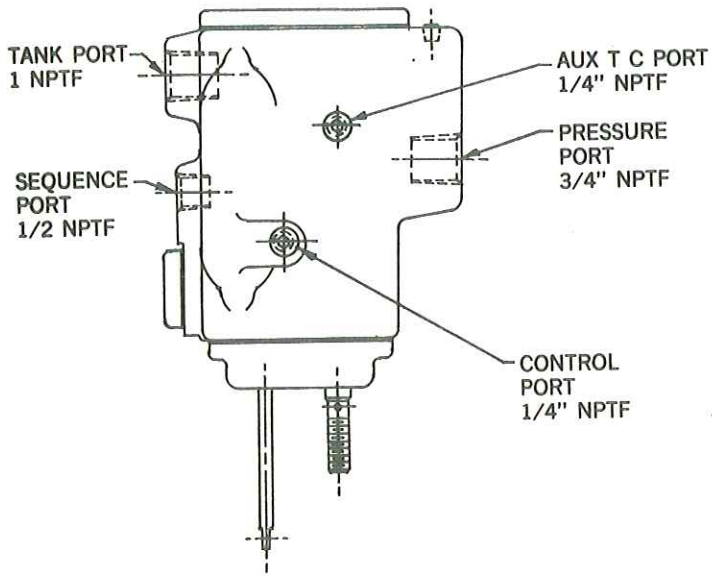 TANK PORT
1 NPTF
SEQUENCE
PORT
1/2 NPTF
AUX T C PORT
1/4" NPTF
PRESSURE
PORT
3/4" NPTF
CONTROL
PORT
1/4" NPTF